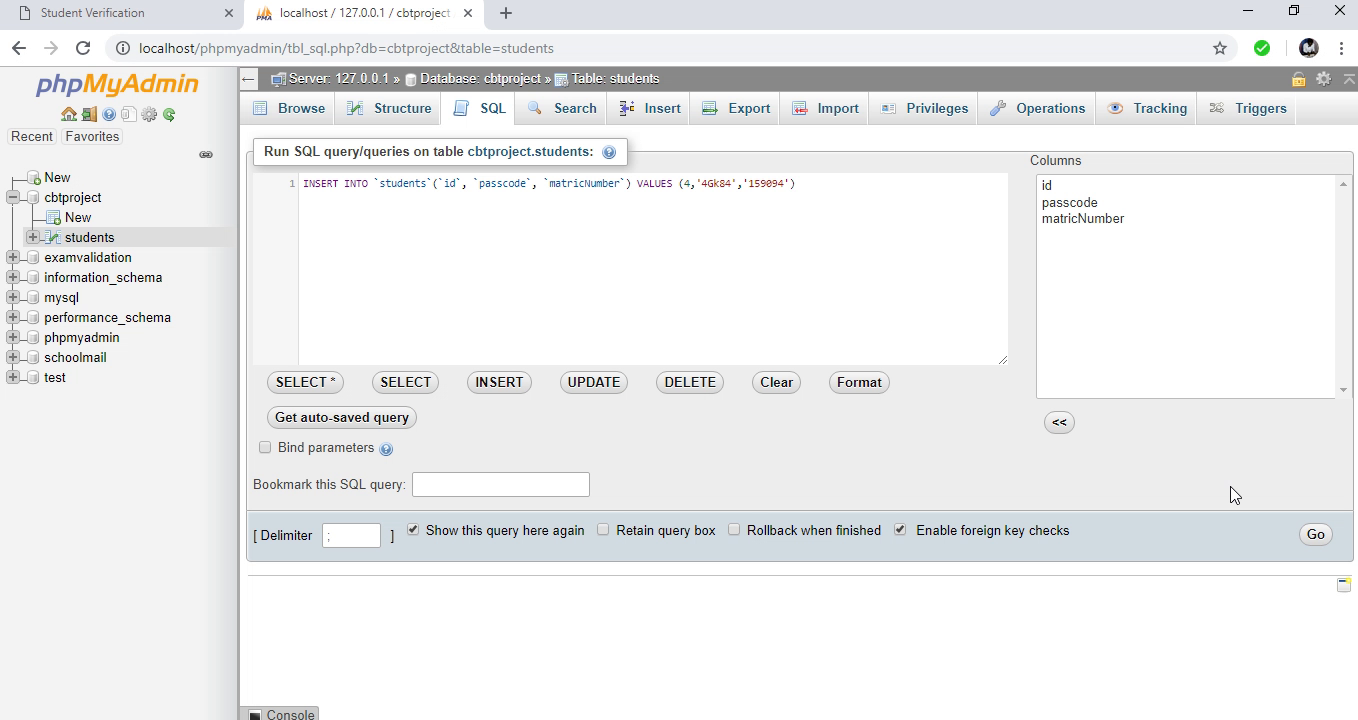 Student Verification
localhost / 127.0.0.1 / cbtproject
localhost/phpmyadmin/tbl_sql.php?db=cbtproject&table=students
phpMyAdmin
Recent Favorites
New
cbtproject
New
students
examvalidation
information_schema
mysql
performance_schema
phpmyadmin
schoolmail
test
Server: 127.0.0.1 » Database: cbtproject » Table: students
Browse Structure SQL Search Insert Export Import Privileges Operations Tracking Triggers
Run SQL query/queries on table cbtproject.students:
1 INSERT INTO `students`(`id`, `passcode`, `matricNumber`) VALUES (4,'4Gk84','159094')
SELECT * SELECT INSERT UPDATE DELETE Clear Format
Get auto-saved query
Bind parameters
Bookmark this SQL query:
Columns
id
passcode
matricNumber
<<
[ Delimiter ; ] Show this query here again Retain query box Rollback when finished Enable foreign key checks Go
Console